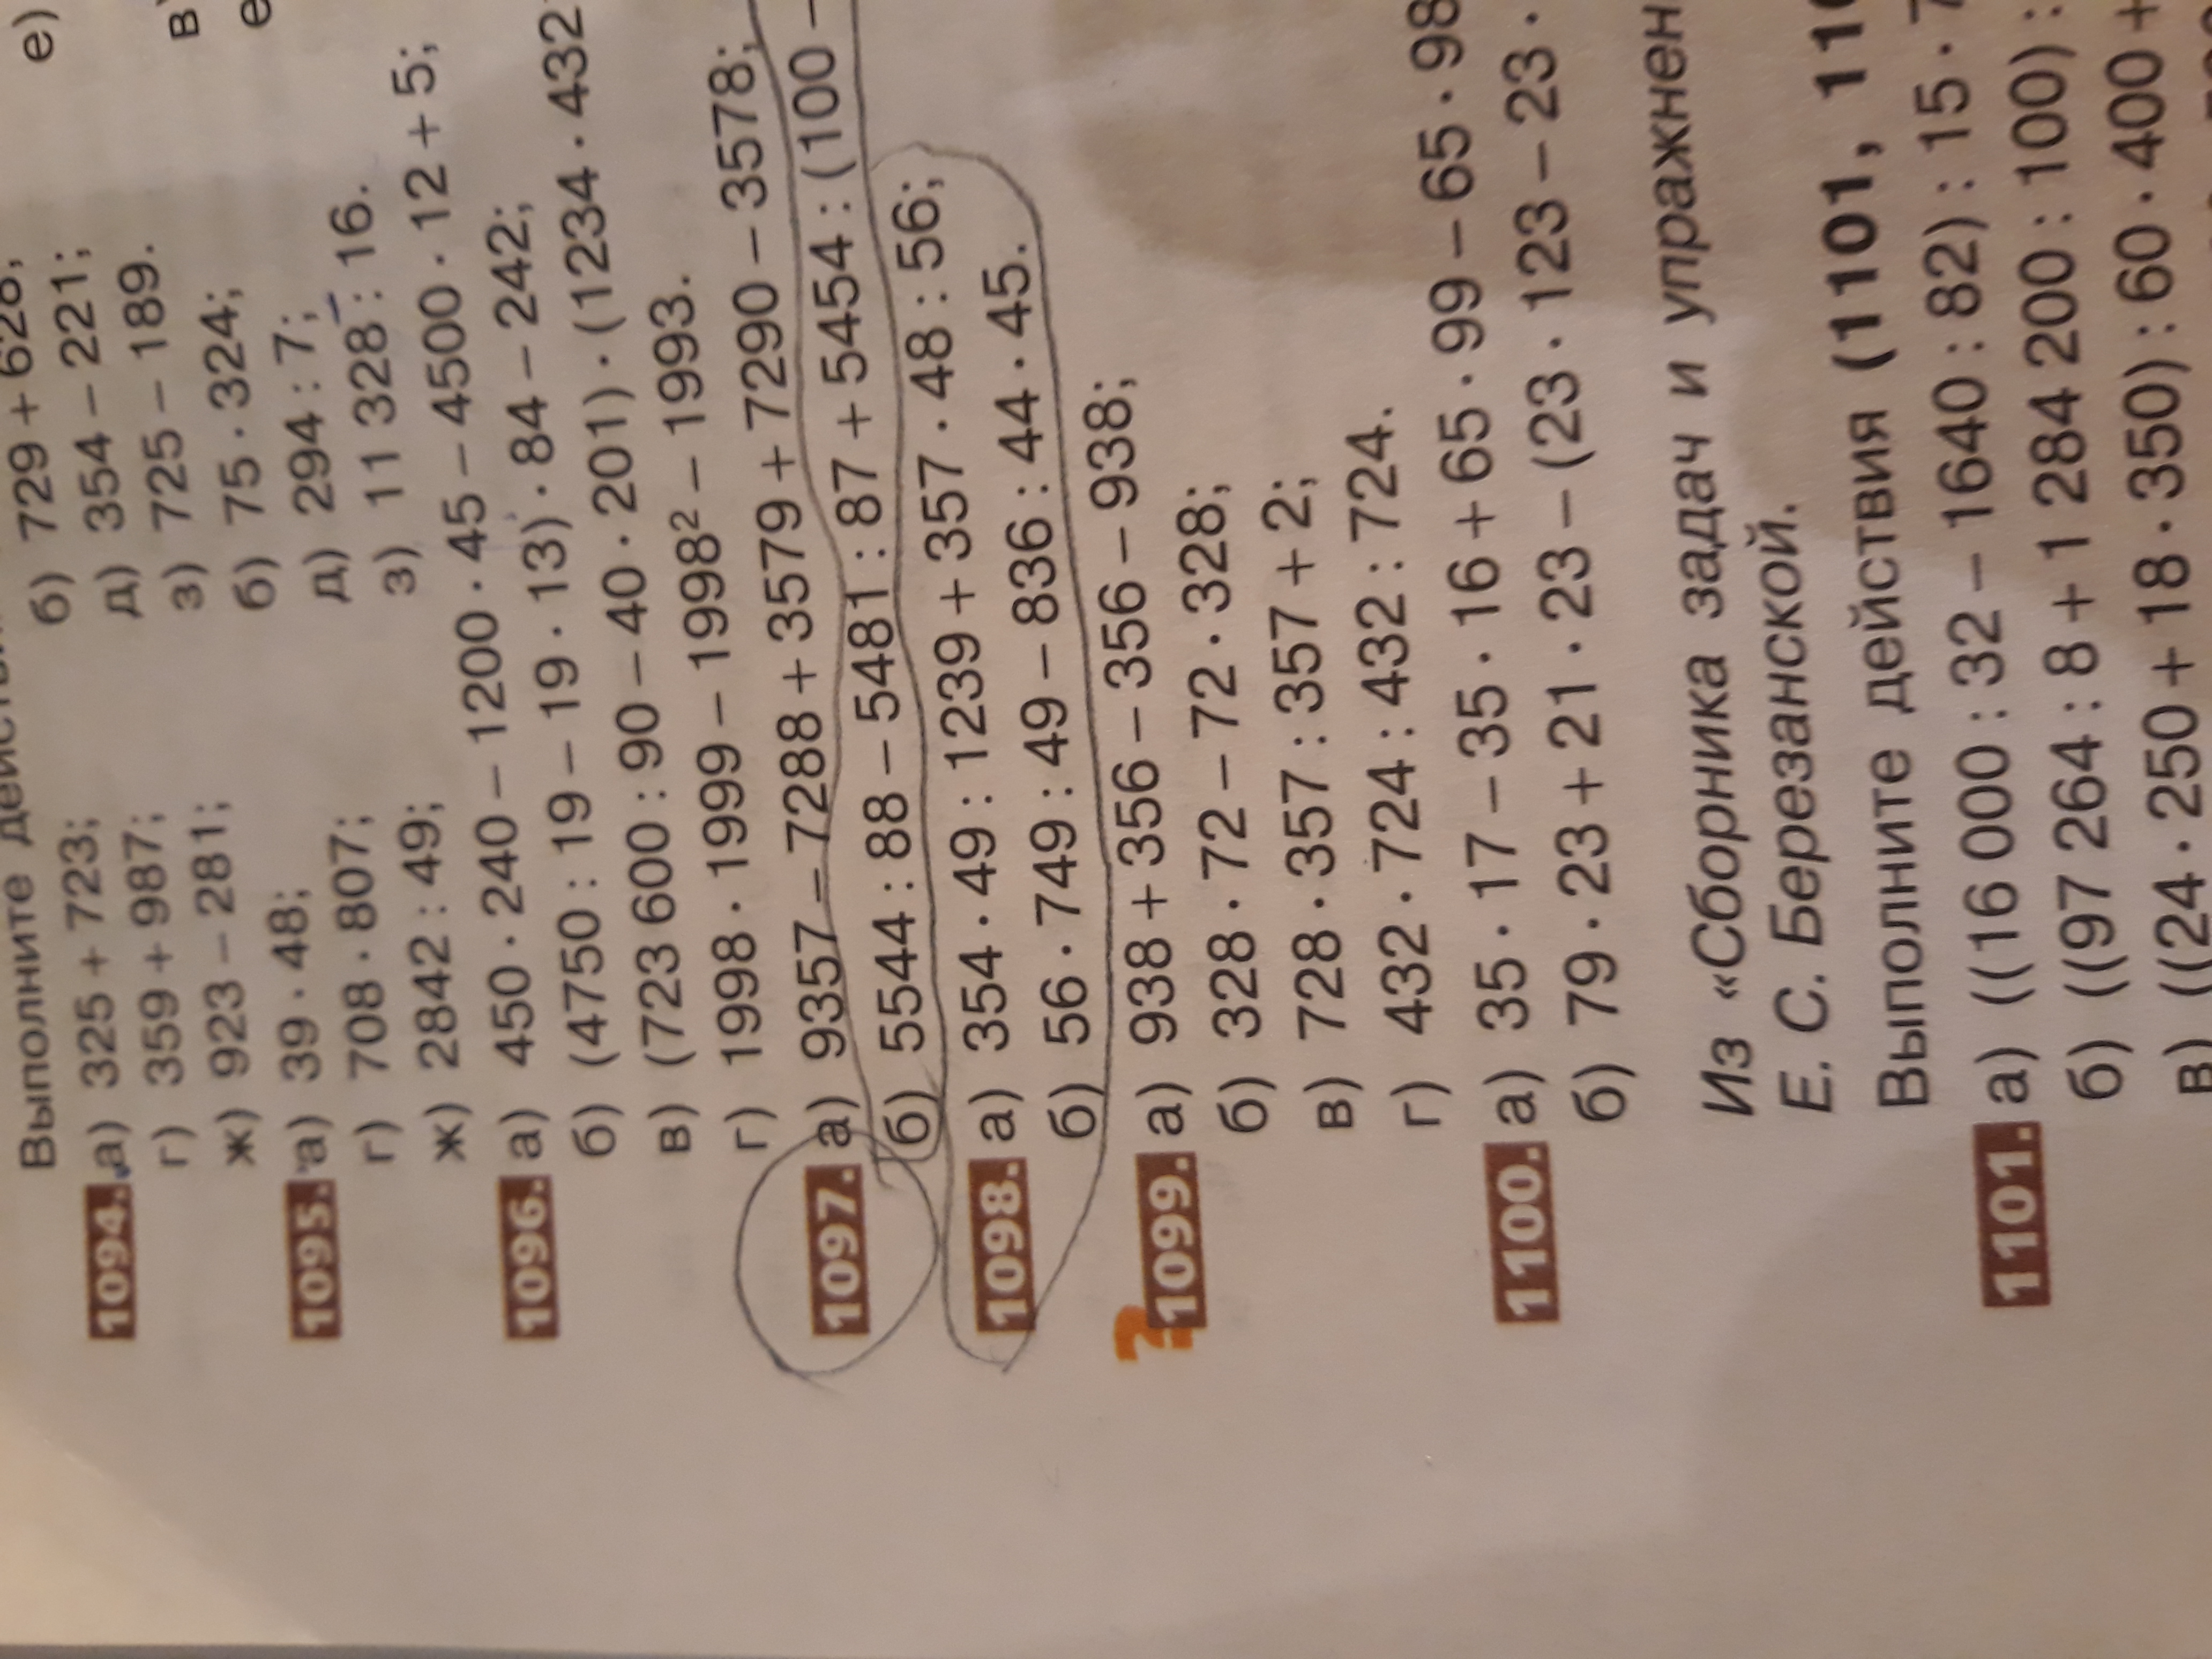 Выполните
1094. а) 325 + 723; б) 729 + 628; в)
г) 359 + 987; д) 354 – 221; е)
ж) 923 – 281; з) 725 – 189.
1095. а) 39 · 48; б) 75 · 324; в)
г) 708 · 807; д) 294 : 7; е)
ж) 2842 : 49; з) 11 328 : 16.
1096. а) 450 · 240 – 1200 · 45 – 4500 · 12 + 5;
б) (4750 : 19 – 19 · 13) · 84 – 242;
в) (723 600 : 90 – 40 · 201) · (1234 · 432
г) 1998 · 1999 – 1998² – 1993.
1097. а) 9357 – 7288 + 3579 + 7290 – 3578;
б) 5544 : 88 – 5481 : 87 + 5454 : (100 –
1098. а) 354 · 49 : 1239 + 357 · 48 : 56;
б) 56 · 749 : 49 – 836 : 44 · 45.
? 1099. а) 938 + 356 – 356 – 938;
б) 328 · 72 – 72 · 328;
в) 728 · 357 : 357 + 2;
г) 432 · 724 : 432 : 724.
1100. а) 35 · 17 – 35 · 16 + 65 · 99 – 65 · 98
б) 79 · 23 + 21 · 23 – (23 · 123 – 23 ·
Из «Сборника задач и упражнен
Е. С. Березанской.
Выполните действия (1101, 11
1101. а) ((16 000 : 32 – 1640 : 82) : 15 · 7
б) ((97 264 : 8 + 1 284 200 : 100) :
в) ((24 · 250 + 18 · 350) : 60 · 400 +